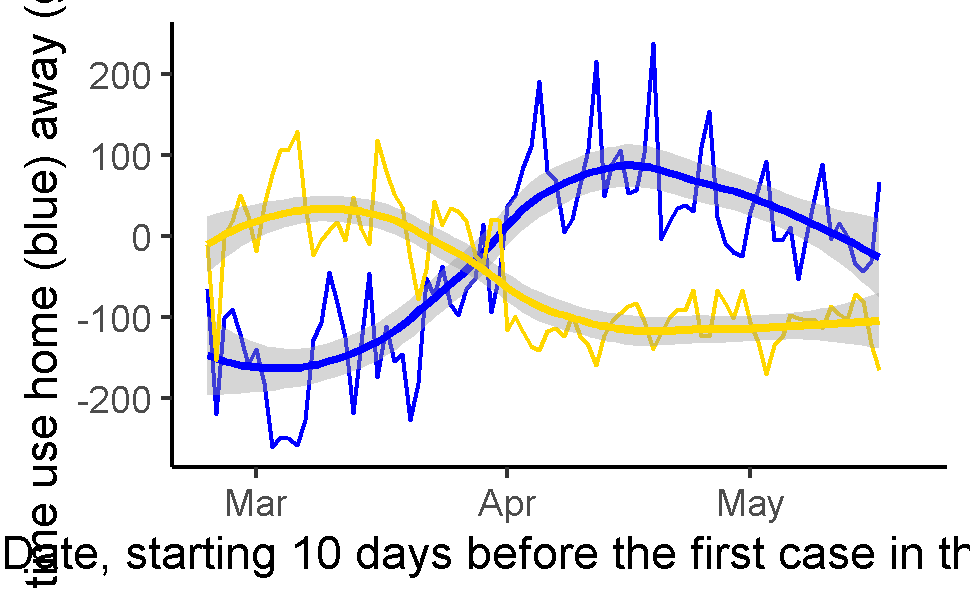 time use home (blue) away (
200
100
0
-100
-200
Mar Apr May
Date, starting 10 days before the first case in th